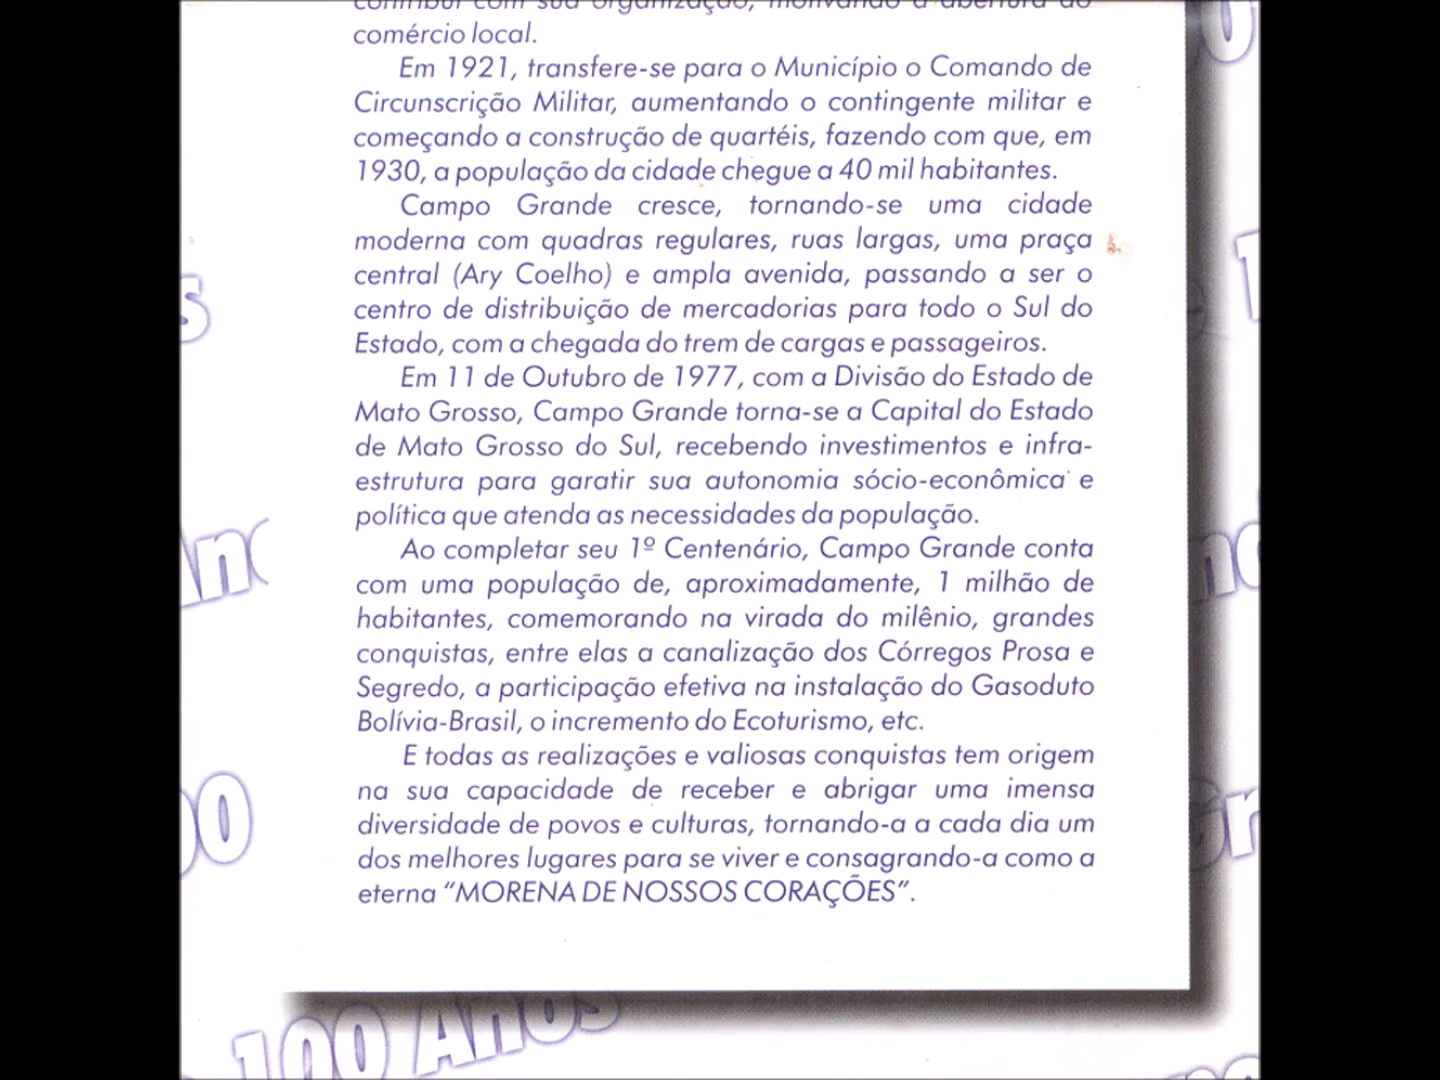 contribui com sua organização, motivando a abertura do
comércio local.
Em 1921, transfere-se para o Município o Comando de
Circunscrição Militar, aumentando o contingente militar e
começando a construção de quartéis, fazendo com que, em
1930, a população da cidade chegue a 40 mil habitantes.
Campo Grande cresce, tornando-se uma cidade
moderna com quadras regulares, ruas largas, uma praça
central (Ary Coelho) e ampla avenida, passando a ser o
centro de distribuição de mercadorias para todo o Sul do
Estado, com a chegada do trem de cargas e passageiros.
Em 11 de Outubro de 1977, com a Divisão do Estado de
Mato Grosso, Campo Grande torna-se a Capital do Estado
de Mato Grosso do Sul, recebendo investimentos e infra-
estrutura para garatir sua autonomia sócio-econômica e
política que atenda as necessidades da população.
Ao completar seu 1º Centenário, Campo Grande conta
com uma população de, aproximadamente, 1 milhão de
habitantes, comemorando na virada do milênio, grandes
conquistas, entre elas a canalização dos Córregos Prosa e
Segredo, a participação efetiva na instalação do Gasoduto
Bolívia-Brasil, o incremento do Ecoturismo, etc.
E todas as realizações e valiosas conquistas tem origem
na sua capacidade de receber e abrigar uma imensa
diversidade de povos e culturas, tornando-a a cada dia um
dos melhores lugares para se viver e consagrando-a como a
eterna “MORENA DE NOSSOS CORAÇÕES”.
100 Anos